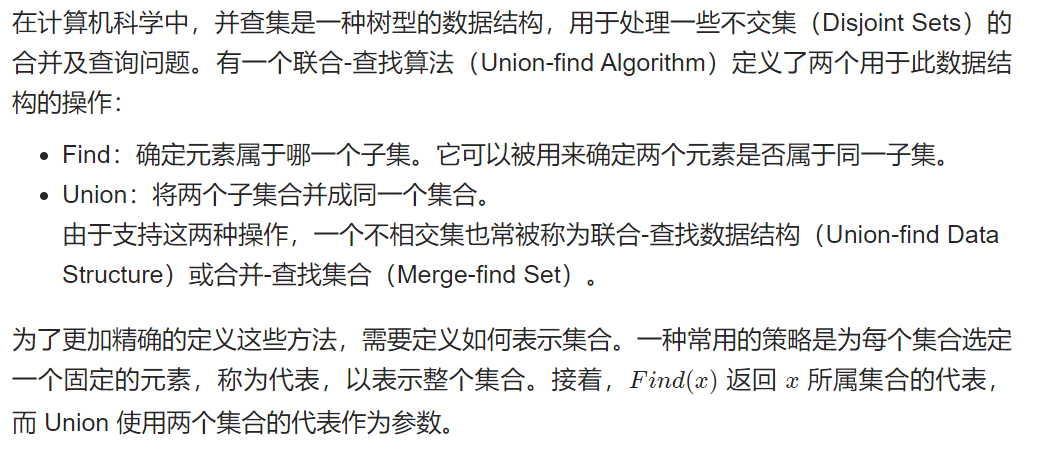 在计算机科学中，并查集是一种树型的数据结构，用于处理一些不交集（Disjoint Sets）的
合并及查询问题。有一个联合-查找算法（Union-find Algorithm）定义了两个用于此数据结
构的操作：
• Find：确定元素属于哪一个子集。它可以被用来确定两个元素是否属于同一子集。
• Union：将两个子集合并成同一个集合。
由于支持这两种操作，一个不相交集也常被称为联合-查找数据结构（Union-find Data
Structure）或合并-查找集合（Merge-find Set）。
为了更加精确的定义这些方法，需要定义如何表示集合。一种常用的策略是为每个集合选定
一个固定的元素，称为代表，以表示整个集合。接着，Find(x) 返回 x 所属集合的代表，
而 Union 使用两个集合的代表作为参数。